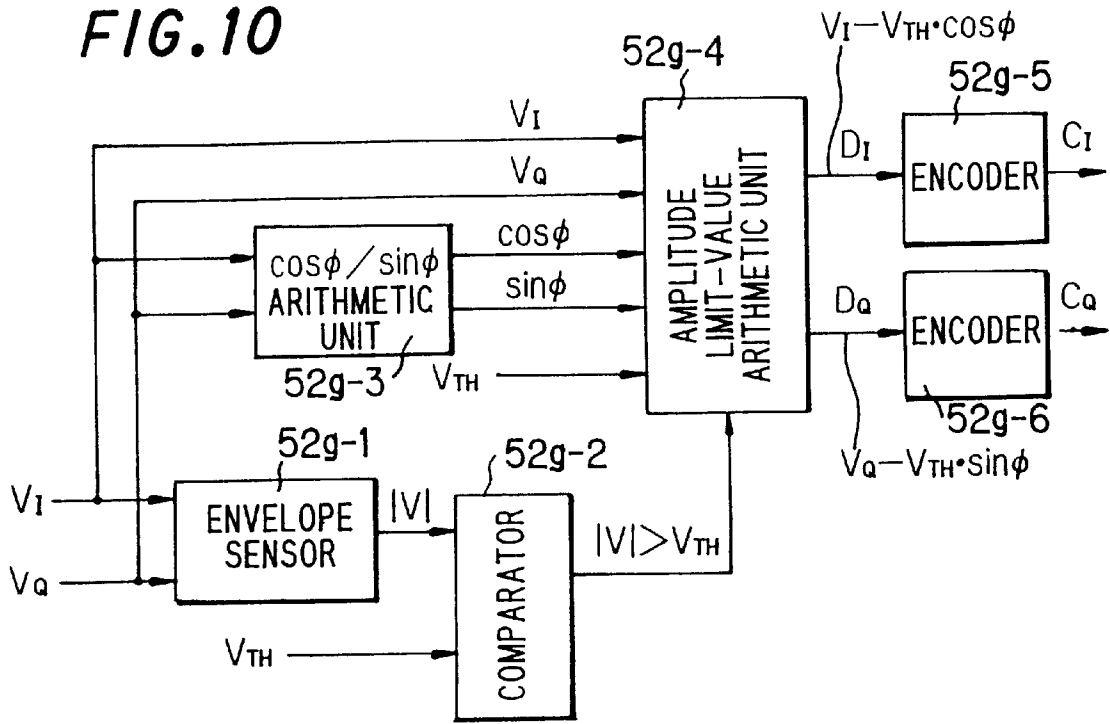 FIG.10
VI−VTH·cosϕ
52g-4
52g-5
VI
DI
CI
ENCODER
VQ
AMPLITUDE
LIMIT-VALUE
ARITHMETIC UNIT
cosϕ
cosϕ/sinϕ
ARITHMETIC
UNIT
sinϕ
DQ
CQ
ENCODER
52g-3
VTH
52g-6
52g-1
52g-2
VQ−VTH·sinϕ
VI
ENVELOPE
SENSOR
|V|
COMPARATOR
|V|>VTH
VQ
VTH